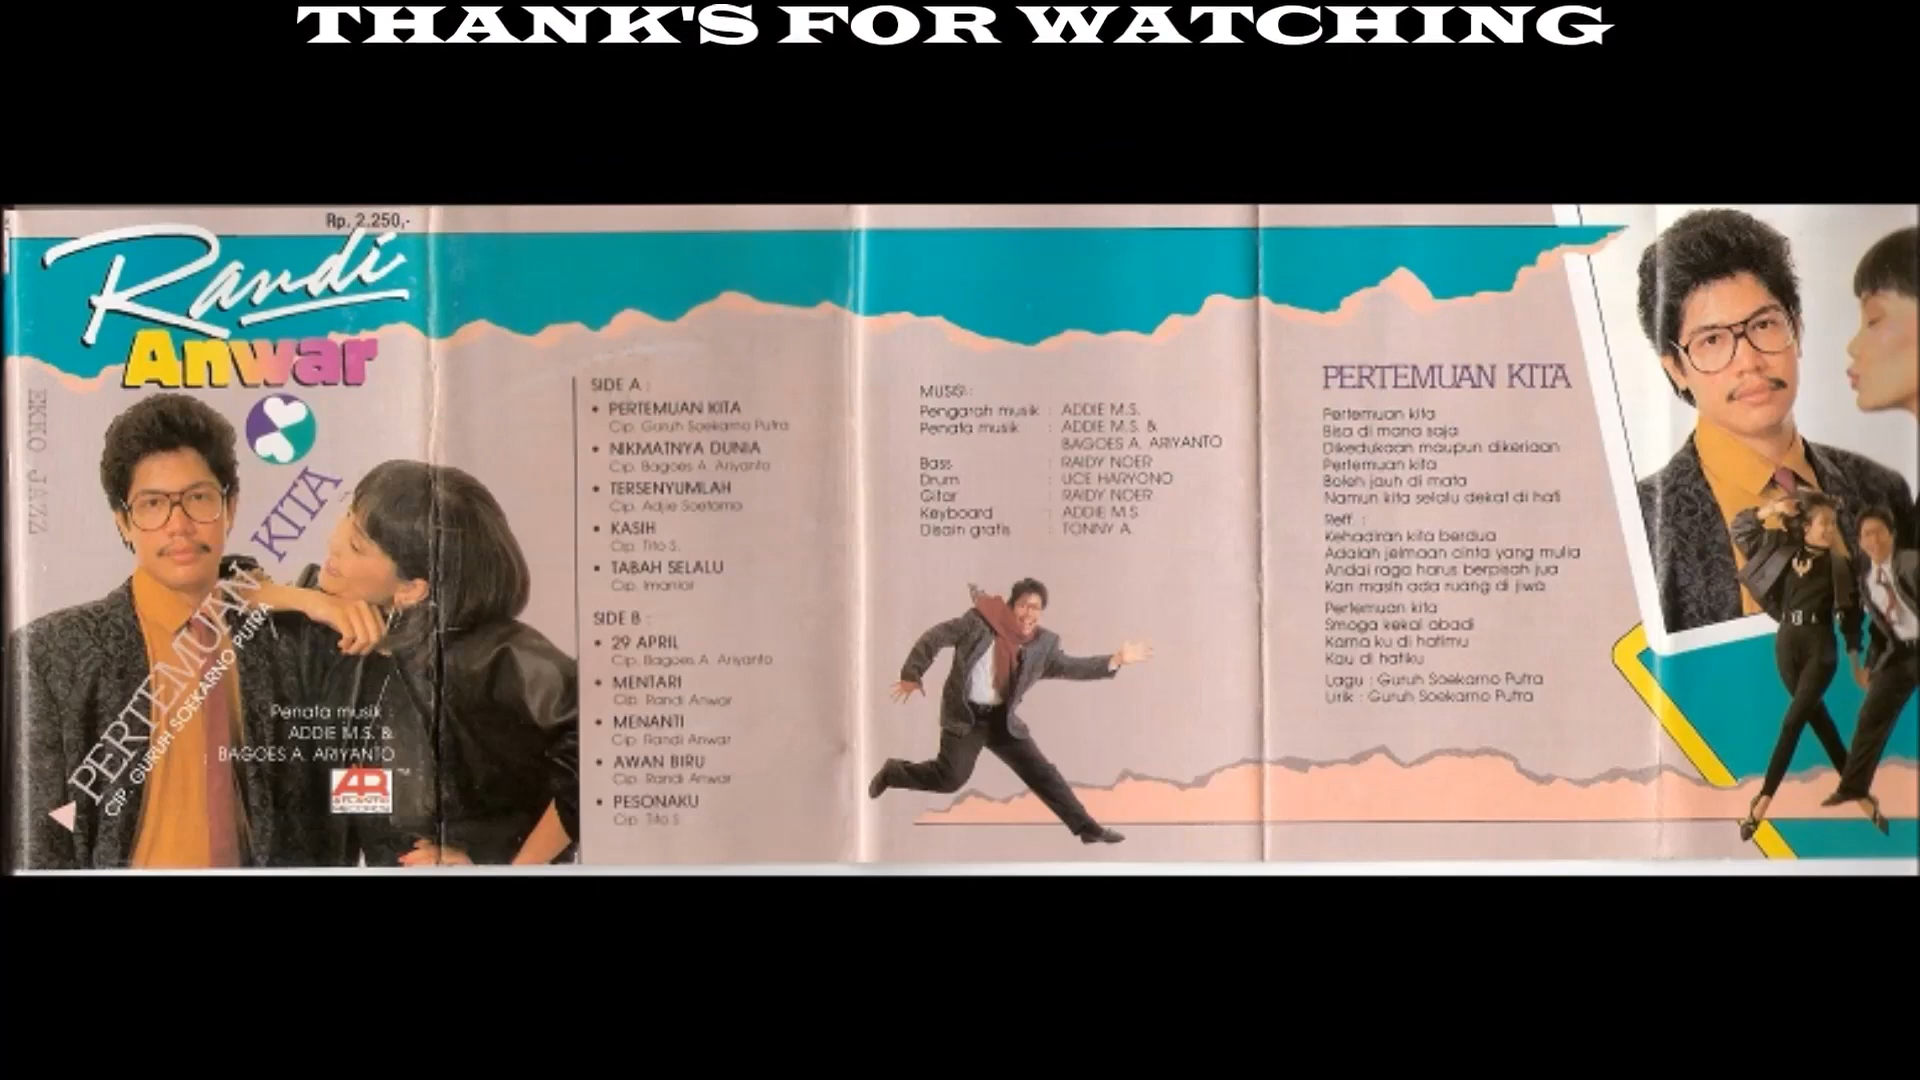 THANK'S FOR WATCHING
Rp. 2.250,-
Randi
Anwar
EKKO JAZZ
PERTEMUAN KITA
CIP. GURUH SOEKARNO PUTRA
Penata musik :
ADDIE M.S. &
BAGOES A. ARIYANTO
AR
ATLANTIC
RECORDS
TM
SIDE A :
• PERTEMUAN KITA
Cip. Guruh Soekarno Putra
• NIKMATNYA DUNIA
Cip. Bagoes A. Ariyanto
• TERSENYUMLAH
Cip. Adjie Soetama
• KASIH
Cip. Tito S.
• TABAH SELALU
Cip. Imaniar
SIDE B :
• 29 APRIL
Cip. Bagoes A. Ariyanto
• MENTARI
Cip. Randi Anwar
• MENANTI
Cip. Randi Anwar
• AWAN BIRU
Cip. Randi Anwar
• PESONAKU
Cip. Tito S
MUSISI :
Pengarah musik : ADDIE M.S.
Penata musik : ADDIE M.S. &
BAGOES A. ARIYANTO
Bass : RAIDY NOER
Drum : UCE HARYONO
Gitar : RAIDY NOER
Keyboard : ADDIE M.S
Disain grafis : TONNY A.
PERTEMUAN KITA
Pertemuan kita
Bisa di mana saja
Dikedukaan maupun dikeriaan
Pertemuan kita
Boleh jauh di mata
Namun kita selalu dekat di hati
Reff. :
Kehadiran kita berdua
Adalah jelmaan cinta yang mulia
Andai raga harus berpisah jua
Kan masih ada ruang di jiwa
Pertemuan kita
Smoga kekal abadi
Karna ku di hatimu
Kau di hatiku
Lagu : Guruh Soekarno Putra
Lirik : Guruh Soekarno Putra